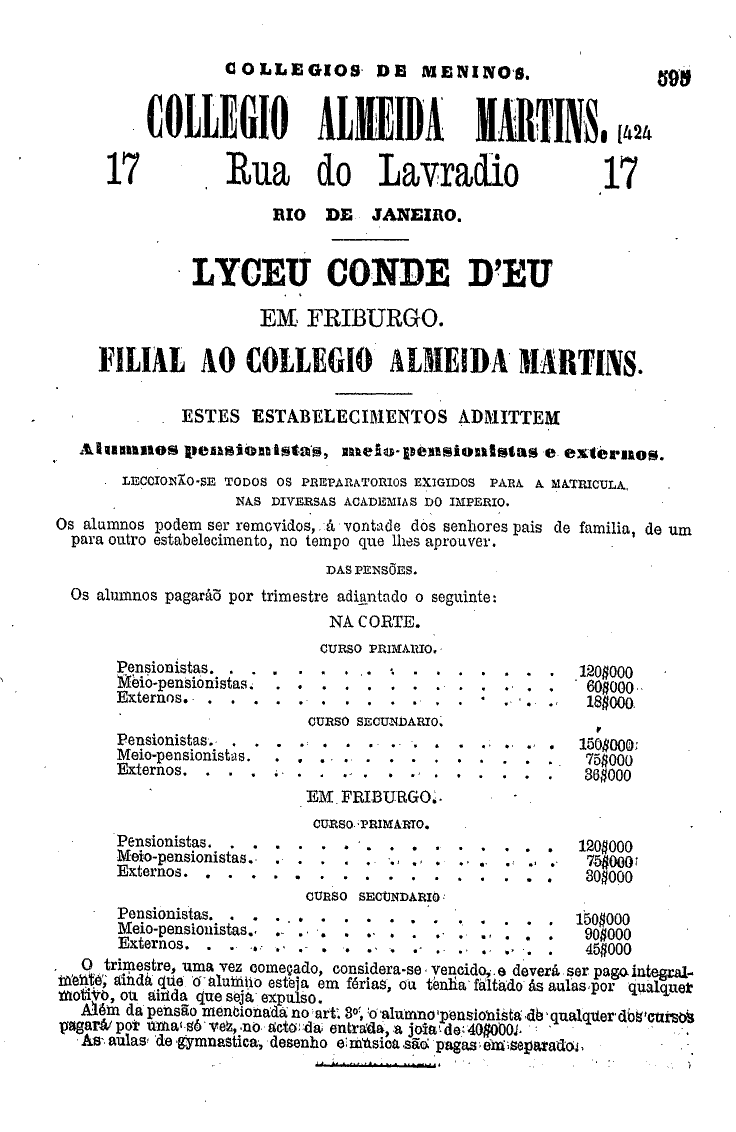 COLLEGIOS DE MENINOS. 595
COLLEGIO ALMEIDA MARTINS. [424
17 Rua do Lavradio 17
RIO DE JANEIRO.
LYCEU CONDE D'EU
EM FRIBURGO.
FILIAL AO COLLEGIO ALMEIDA MARTINS.
ESTES ESTABELECIMENTOS ADMITTEM
Alumnos pensionistas, meio-pensionistas e externos.
LECCIONÃO-SE TODOS OS PREPARATORIOS EXIGIDOS PARA A MATRICULA
NAS DIVERSAS ACADEMIAS DO IMPERIO.
Os alumnos podem ser removidos, á vontade dos senhores pais de familia, de um
para outro estabelecimento, no tempo que lhes aprouver.
DAS PENSÕES.
Os alumnos pagaráõ por trimestre adiantado o seguinte:
NA CORTE.
CURSO PRIMARIO.
Pensionistas. . . . . . . . . . . . . . . . . 120$000
Meio-pensionistas. . . . . . . . . . . . . . . 60$000
Externos. . . . . . . . . . . . . . . . . . 18$000
CURSO SECUNDARIO.
Pensionistas. . . . . . . . . . . . . . . . . 150$000
Meio-pensionistas. . . . . . . . . . . . . . . 75$000
Externos. . . . . . . . . . . . . . . . . . 36$000
EM FRIBURGO.
CURSO PRIMARIO.
Pensionistas. . . . . . . . . . . . . . . . . 120$000
Meio-pensionistas. . . . . . . . . . . . . . . 75$000
Externos. . . . . . . . . . . . . . . . . . 30$000
CURSO SECUNDARIO
Pensionistas. . . . . . . . . . . . . . . . . 150$000
Meio-pensionistas. . . . . . . . . . . . . . . 90$000
Externos. . . . . . . . . . . . . . . . . . 45$000
O trimestre, uma vez começado, considera-se vencido, e deverá ser pago integral-
mente, ainda que o alumno esteja em férias, ou tenha faltado ás aulas por qualquer
motivo, ou ainda que seja expulso.
Além da pensão mencionada no art. 3º, o alumno pensionista de qualquer dos cursos
pagará por uma só vez, no acto da entrada, a joia de 40$000.
As aulas de gymnastica, desenho e musica são pagas em separado.